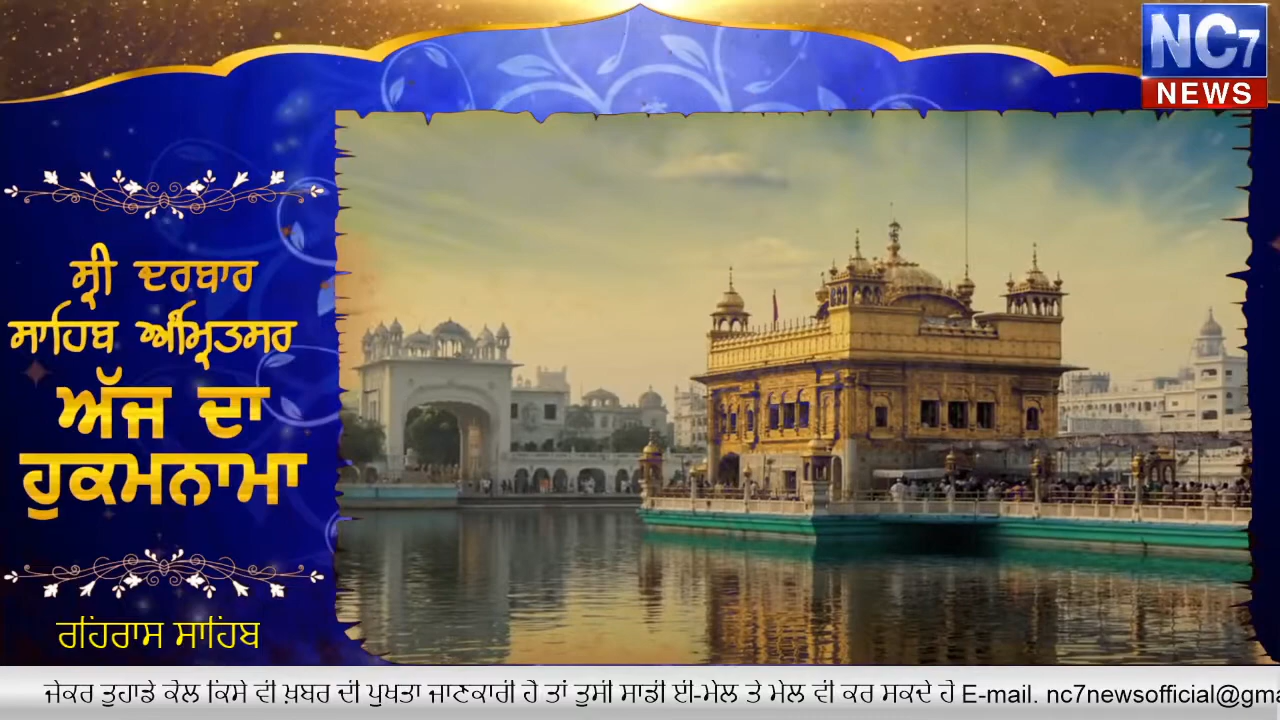 NC7
NEWS
ਸ੍ਰੀ ਦਰਬਾਰ
ਸਾਹਿਬ ਅੰਮ੍ਰਿਤਸਰ
ਅੱਜ ਦਾ
ਹੁਕਮਨਾਮਾ
ਰਹਿਰਾਸ ਸਾਹਿਬ
ਜੇਕਰ ਤੁਹਾਡੇ ਕੋਲ ਕਿਸੇ ਵੀ ਖ਼ਬਰ ਦੀ ਪੁਖਤਾ ਜਾਣਕਾਰੀ ਹੈ ਤਾਂ ਤੁਸੀ ਸਾਡੀ ਈ-ਮੇਲ ਤੇ ਮੇਲ ਵੀ ਕਰ ਸਕਦੇ ਹੋ E-mail. nc7newsofficial@gma